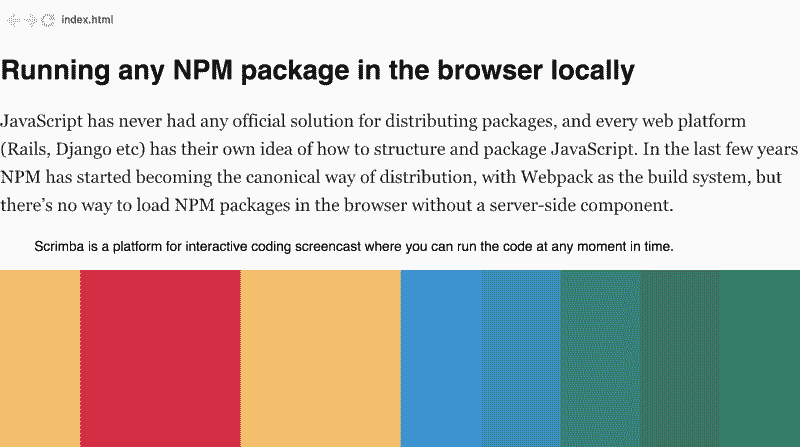 index.html
Running any NPM package in the browser locally
JavaScript has never had any official solution for distributing packages, and every web platform
(Rails, Django etc) has their own idea of how to structure and package JavaScript. In the last few years
NPM has started becoming the canonical way of distribution, with Webpack as the build system, but
there’s no way to load NPM packages in the browser without a server-side component.
Scrimba is a platform for interactive coding screencast where you can run the code at any moment in time.